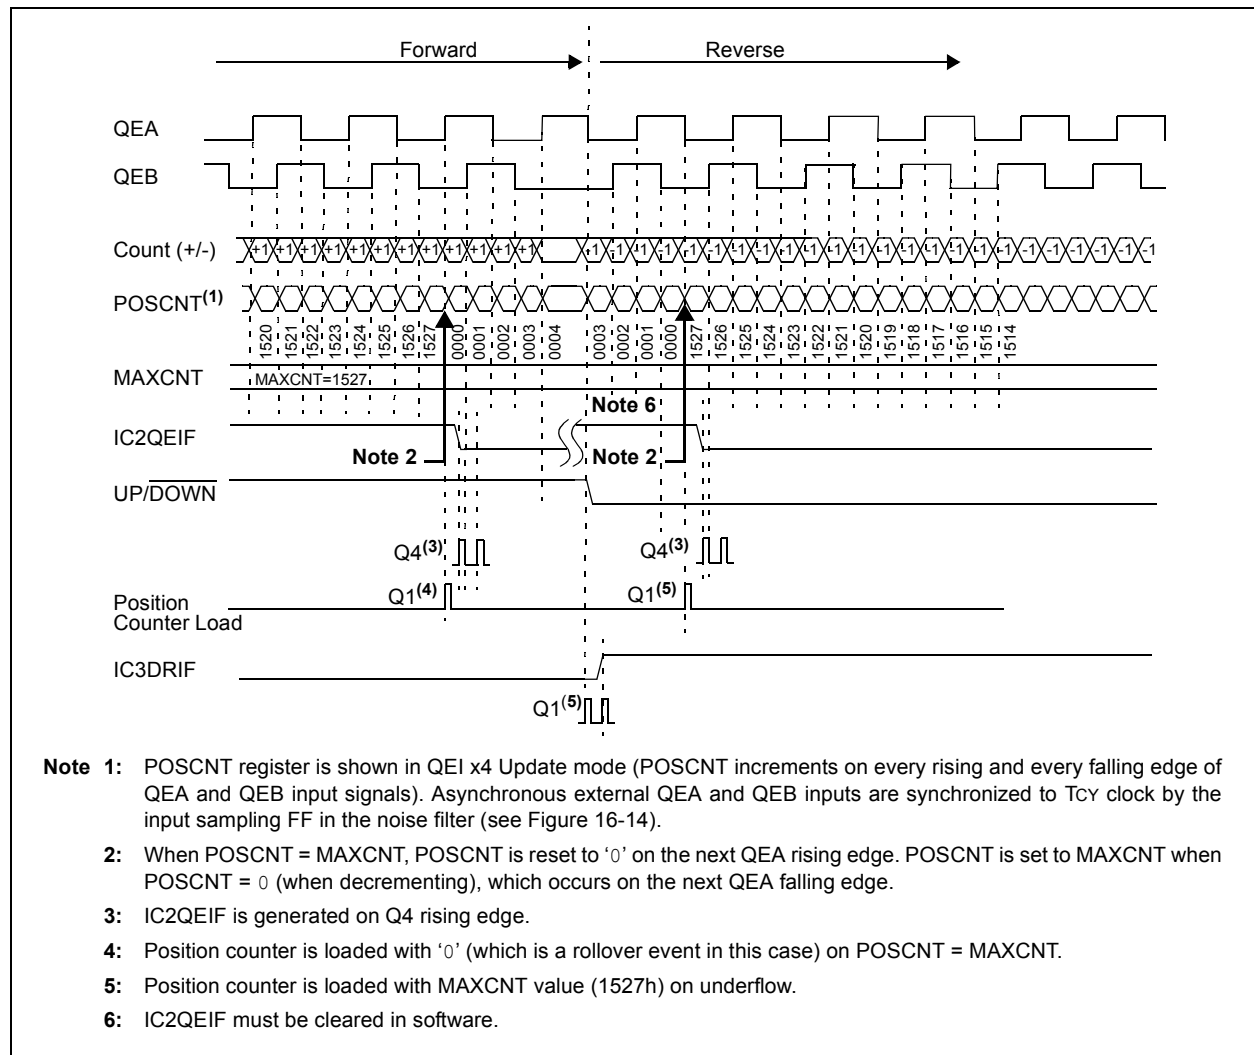 Forward Reverse
QEA
QEB
Count (+/-) +1 +1 +1 +1 +1 +1 +1 +1 +1 +1 +1 +1 -1 -1 -1 -1 -1 -1 -1 -1 -1 -1 -1 -1 -1 -1 -1 -1 -1 -1 -1 -1 -1 -1 -1 -1
POSCNT(1)
1520 1521 1522 1523 1524 1525 1526 1527 0000 0001 0002 0003 0004 0003 0002 0001 0000 1527 1526 1525 1524 1523 1522 1521 1520 1519 1518 1517 1516 1515 1514
MAXCNT MAXCNT=1527
Note 6
IC2QEIF
Note 2 Note 2
UP/DOWN
Q4(3) Q4(3)
Q1(4) Q1(5)
Position
Counter Load
IC3DRIF
Q1(5)
Note 1: POSCNT register is shown in QEI x4 Update mode (POSCNT increments on every rising and every falling edge of
QEA and QEB input signals). Asynchronous external QEA and QEB inputs are synchronized to TCY clock by the
input sampling FF in the noise filter (see Figure 16-14).
2: When POSCNT = MAXCNT, POSCNT is reset to ‘0’ on the next QEA rising edge. POSCNT is set to MAXCNT when
POSCNT = 0 (when decrementing), which occurs on the next QEA falling edge.
3: IC2QEIF is generated on Q4 rising edge.
4: Position counter is loaded with ‘0’ (which is a rollover event in this case) on POSCNT = MAXCNT.
5: Position counter is loaded with MAXCNT value (1527h) on underflow.
6: IC2QEIF must be cleared in software.